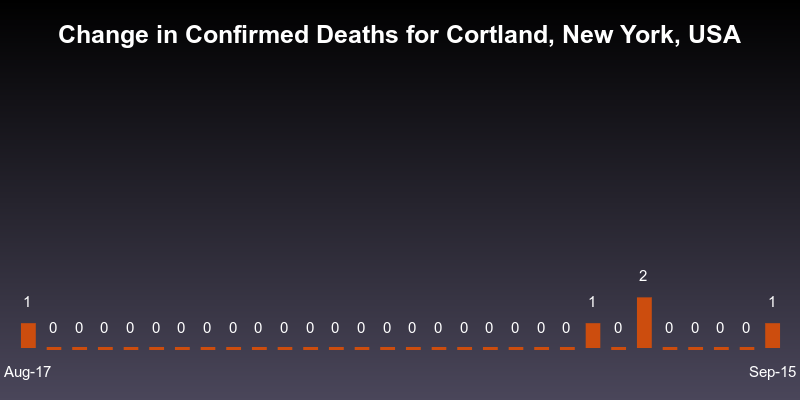 Change in Confirmed Deaths for Cortland, New York, USA
2
1 1 1
0 0 0 0 0 0 0 0 0 0 0 0 0 0 0 0 0 0 0 0 0 0 0 0 0 0
Aug-17 Sep-15